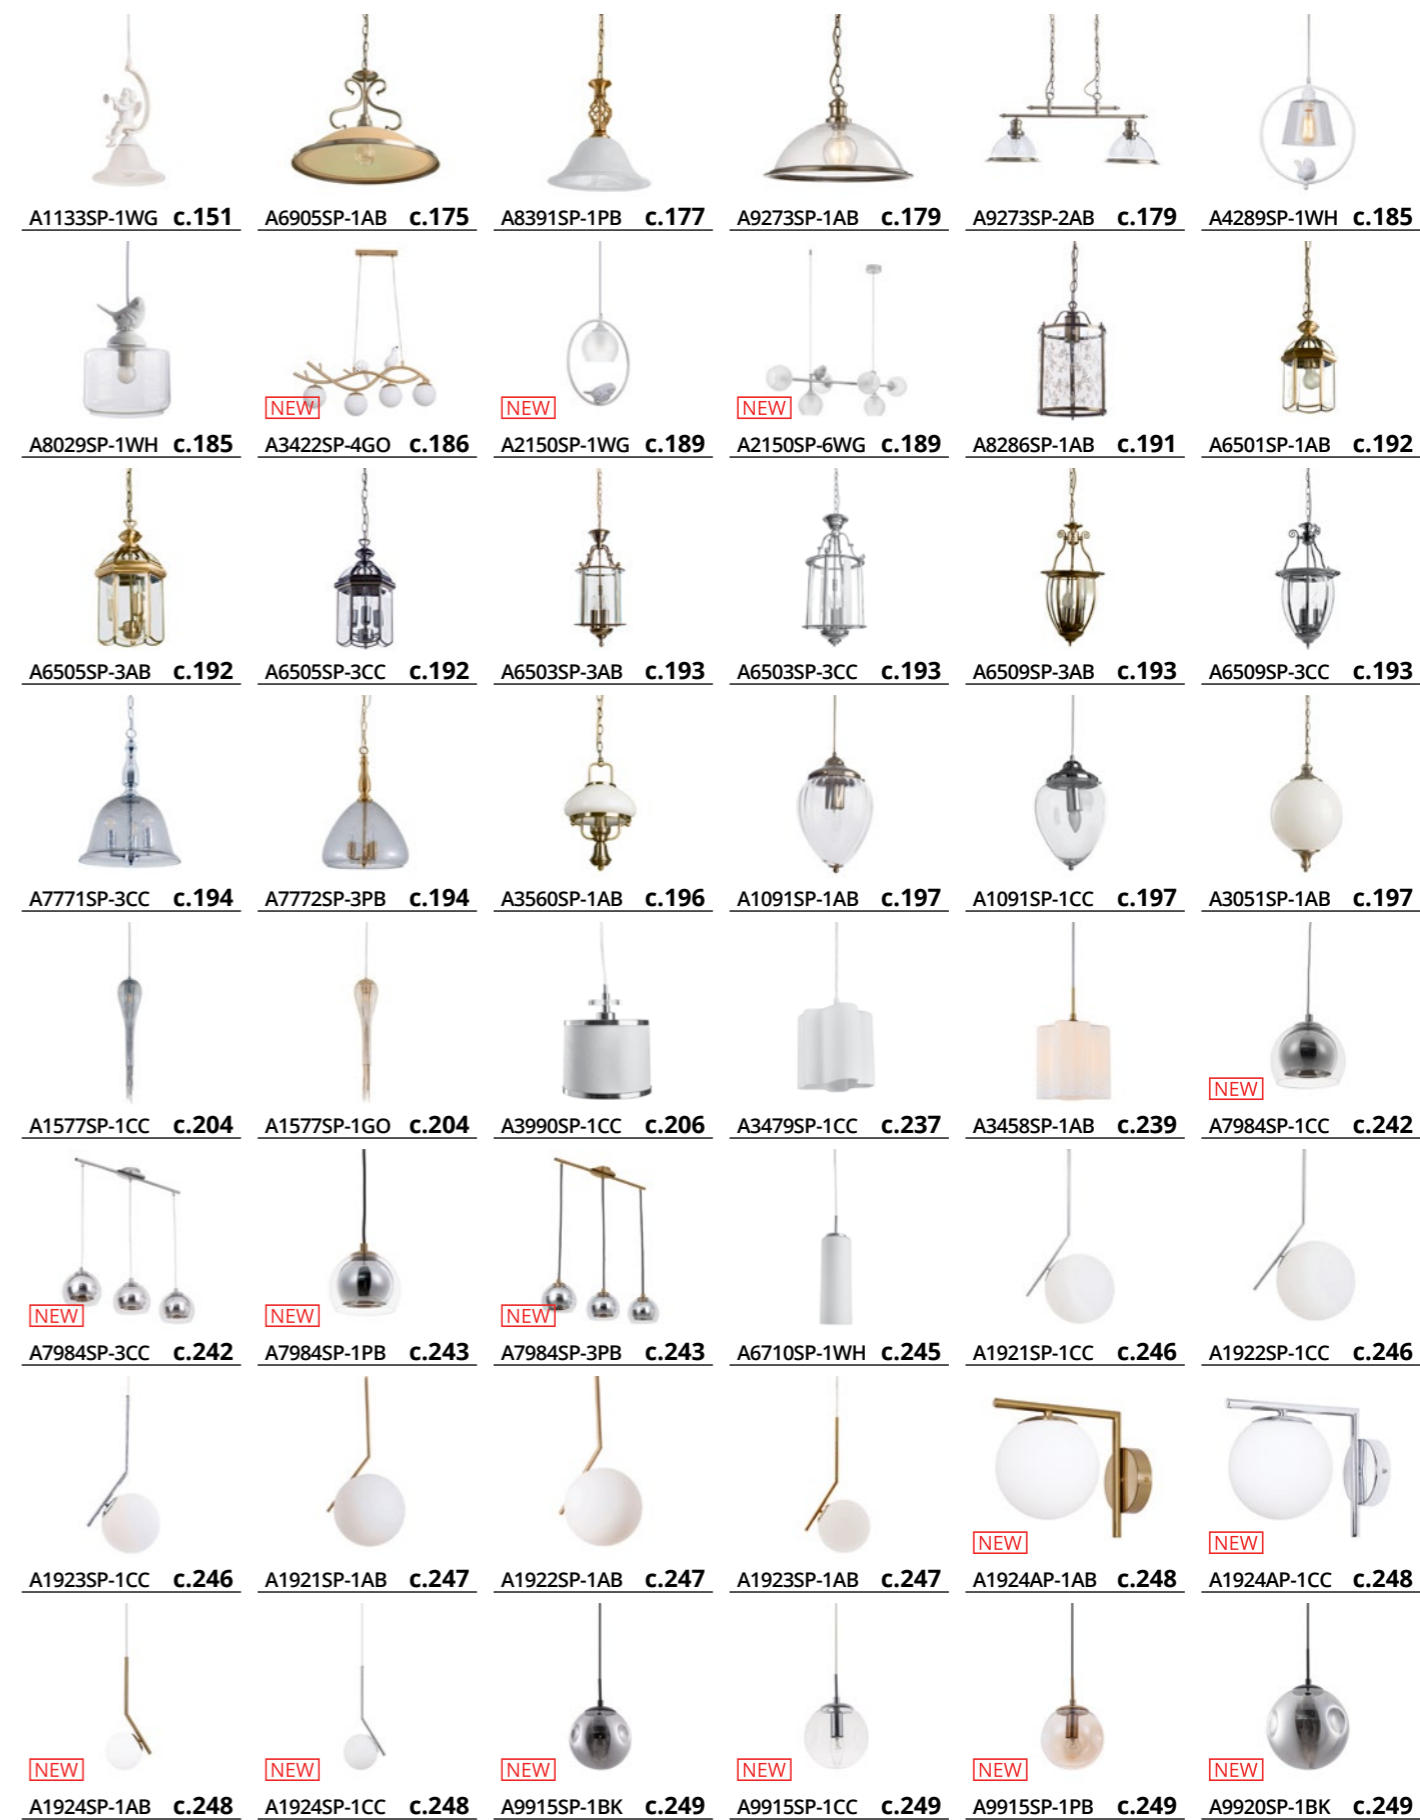 A1133SP-1WG c.151 A6905SP-1AB c.175 A8391SP-1PB c.177 A9273SP-1AB c.179 A9273SP-2AB c.179 A4289SP-1WH c.185
NEW NEW NEW
A8029SP-1WH c.185 A3422SP-4GO c.186 A2150SP-1WG c.189 A2150SP-6WG c.189 A8286SP-1AB c.191 A6501SP-1AB c.192
A6505SP-3AB c.192 A6505SP-3CC c.192 A6503SP-3AB c.193 A6503SP-3CC c.193 A6509SP-3AB c.193 A6509SP-3CC c.193
A7771SP-3CC c.194 A7772SP-3PB c.194 A3560SP-1AB c.196 A1091SP-1AB c.197 A1091SP-1CC c.197 A3051SP-1AB c.197
NEW
A1577SP-1CC c.204 A1577SP-1GO c.204 A3990SP-1CC c.206 A3479SP-1CC c.237 A3458SP-1AB c.239 A7984SP-1CC c.242
NEW NEW NEW
A7984SP-3CC c.242 A7984SP-1PB c.243 A7984SP-3PB c.243 A6710SP-1WH c.245 A1921SP-1CC c.246 A1922SP-1CC c.246
NEW NEW
A1923SP-1CC c.246 A1921SP-1AB c.247 A1922SP-1AB c.247 A1923SP-1AB c.247 A1924AP-1AB c.248 A1924AP-1CC c.248
NEW NEW NEW NEW NEW NEW
A1924SP-1AB c.248 A1924SP-1CC c.248 A9915SP-1BK c.249 A9915SP-1CC c.249 A9915SP-1PB c.249 A9920SP-1BK c.249